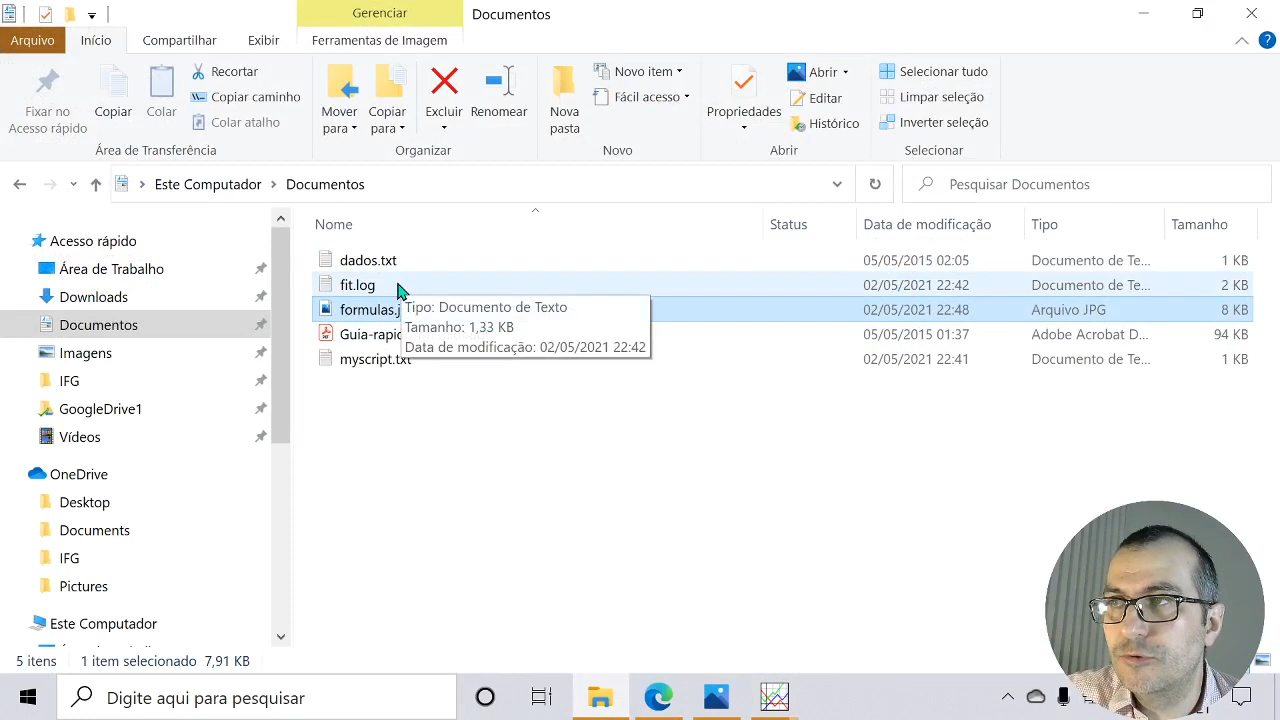 Gerenciar
Documentos
Arquivo
Início
Compartilhar
Exibir
Ferramentas de Imagem
Fixar no
Acesso rápido
Copiar
Colar
Recortar
Copiar caminho
Colar atalho
Área de Transferência
Mover
para
Copiar
para
Excluir
Renomear
Organizar
Nova
pasta
Novo item
Fácil acesso
Novo
Propriedades
Abrir
Editar
Histórico
Abrir
Selecionar tudo
Limpar seleção
Inverter seleção
Selecionar
Este Computador
Documentos
Pesquisar Documentos
Acesso rápido
Área de Trabalho
Downloads
Documentos
Imagens
IFG
GoogleDrive1
Vídeos
OneDrive
Desktop
Documents
IFG
Pictures
Este Computador
Nome Status Data de modificação Tipo Tamanho
dados.txt 05/05/2015 02:05 Documento de Te... 1 KB
fit.log 02/05/2021 22:42 Documento de Te... 2 KB
formulas.j 02/05/2021 22:48 Arquivo JPG 8 KB
Guia-rapid 05/05/2015 01:37 Adobe Acrobat D... 94 KB
myscript.txt 02/05/2021 22:41 Documento de Te... 1 KB
Tipo: Documento de Texto
Tamanho: 1,33 KB
Data de modificação: 02/05/2021 22:42
5 itens 1 item selecionado 7,91 KB
Digite aqui para pesquisar